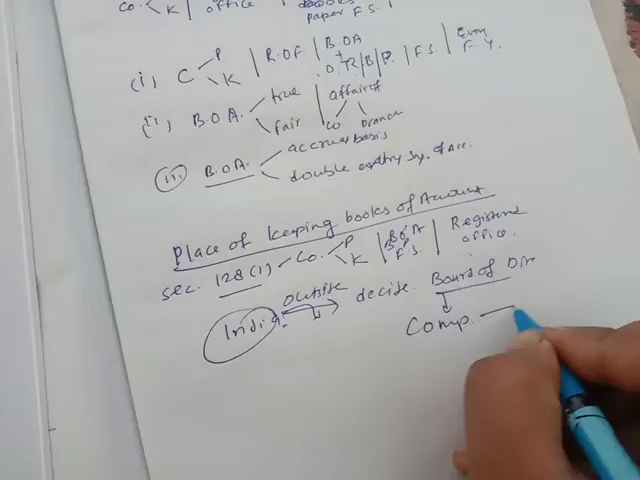 Co. K | office | books
paper F.S. |
(i) C P K | R.OF | B.OA + O.R/B/P. | F.S. | Every F.Y.
(ii) B.O.A. true fair | affair of Co branch
(iii) B.O.A. accrual basis
double entry sys. of acc.
Place of keeping books of Account
sec. 128(1) - Co. P K | B.O.A F.S. | Registered office.
India outside decide Board of Dir
Comp.